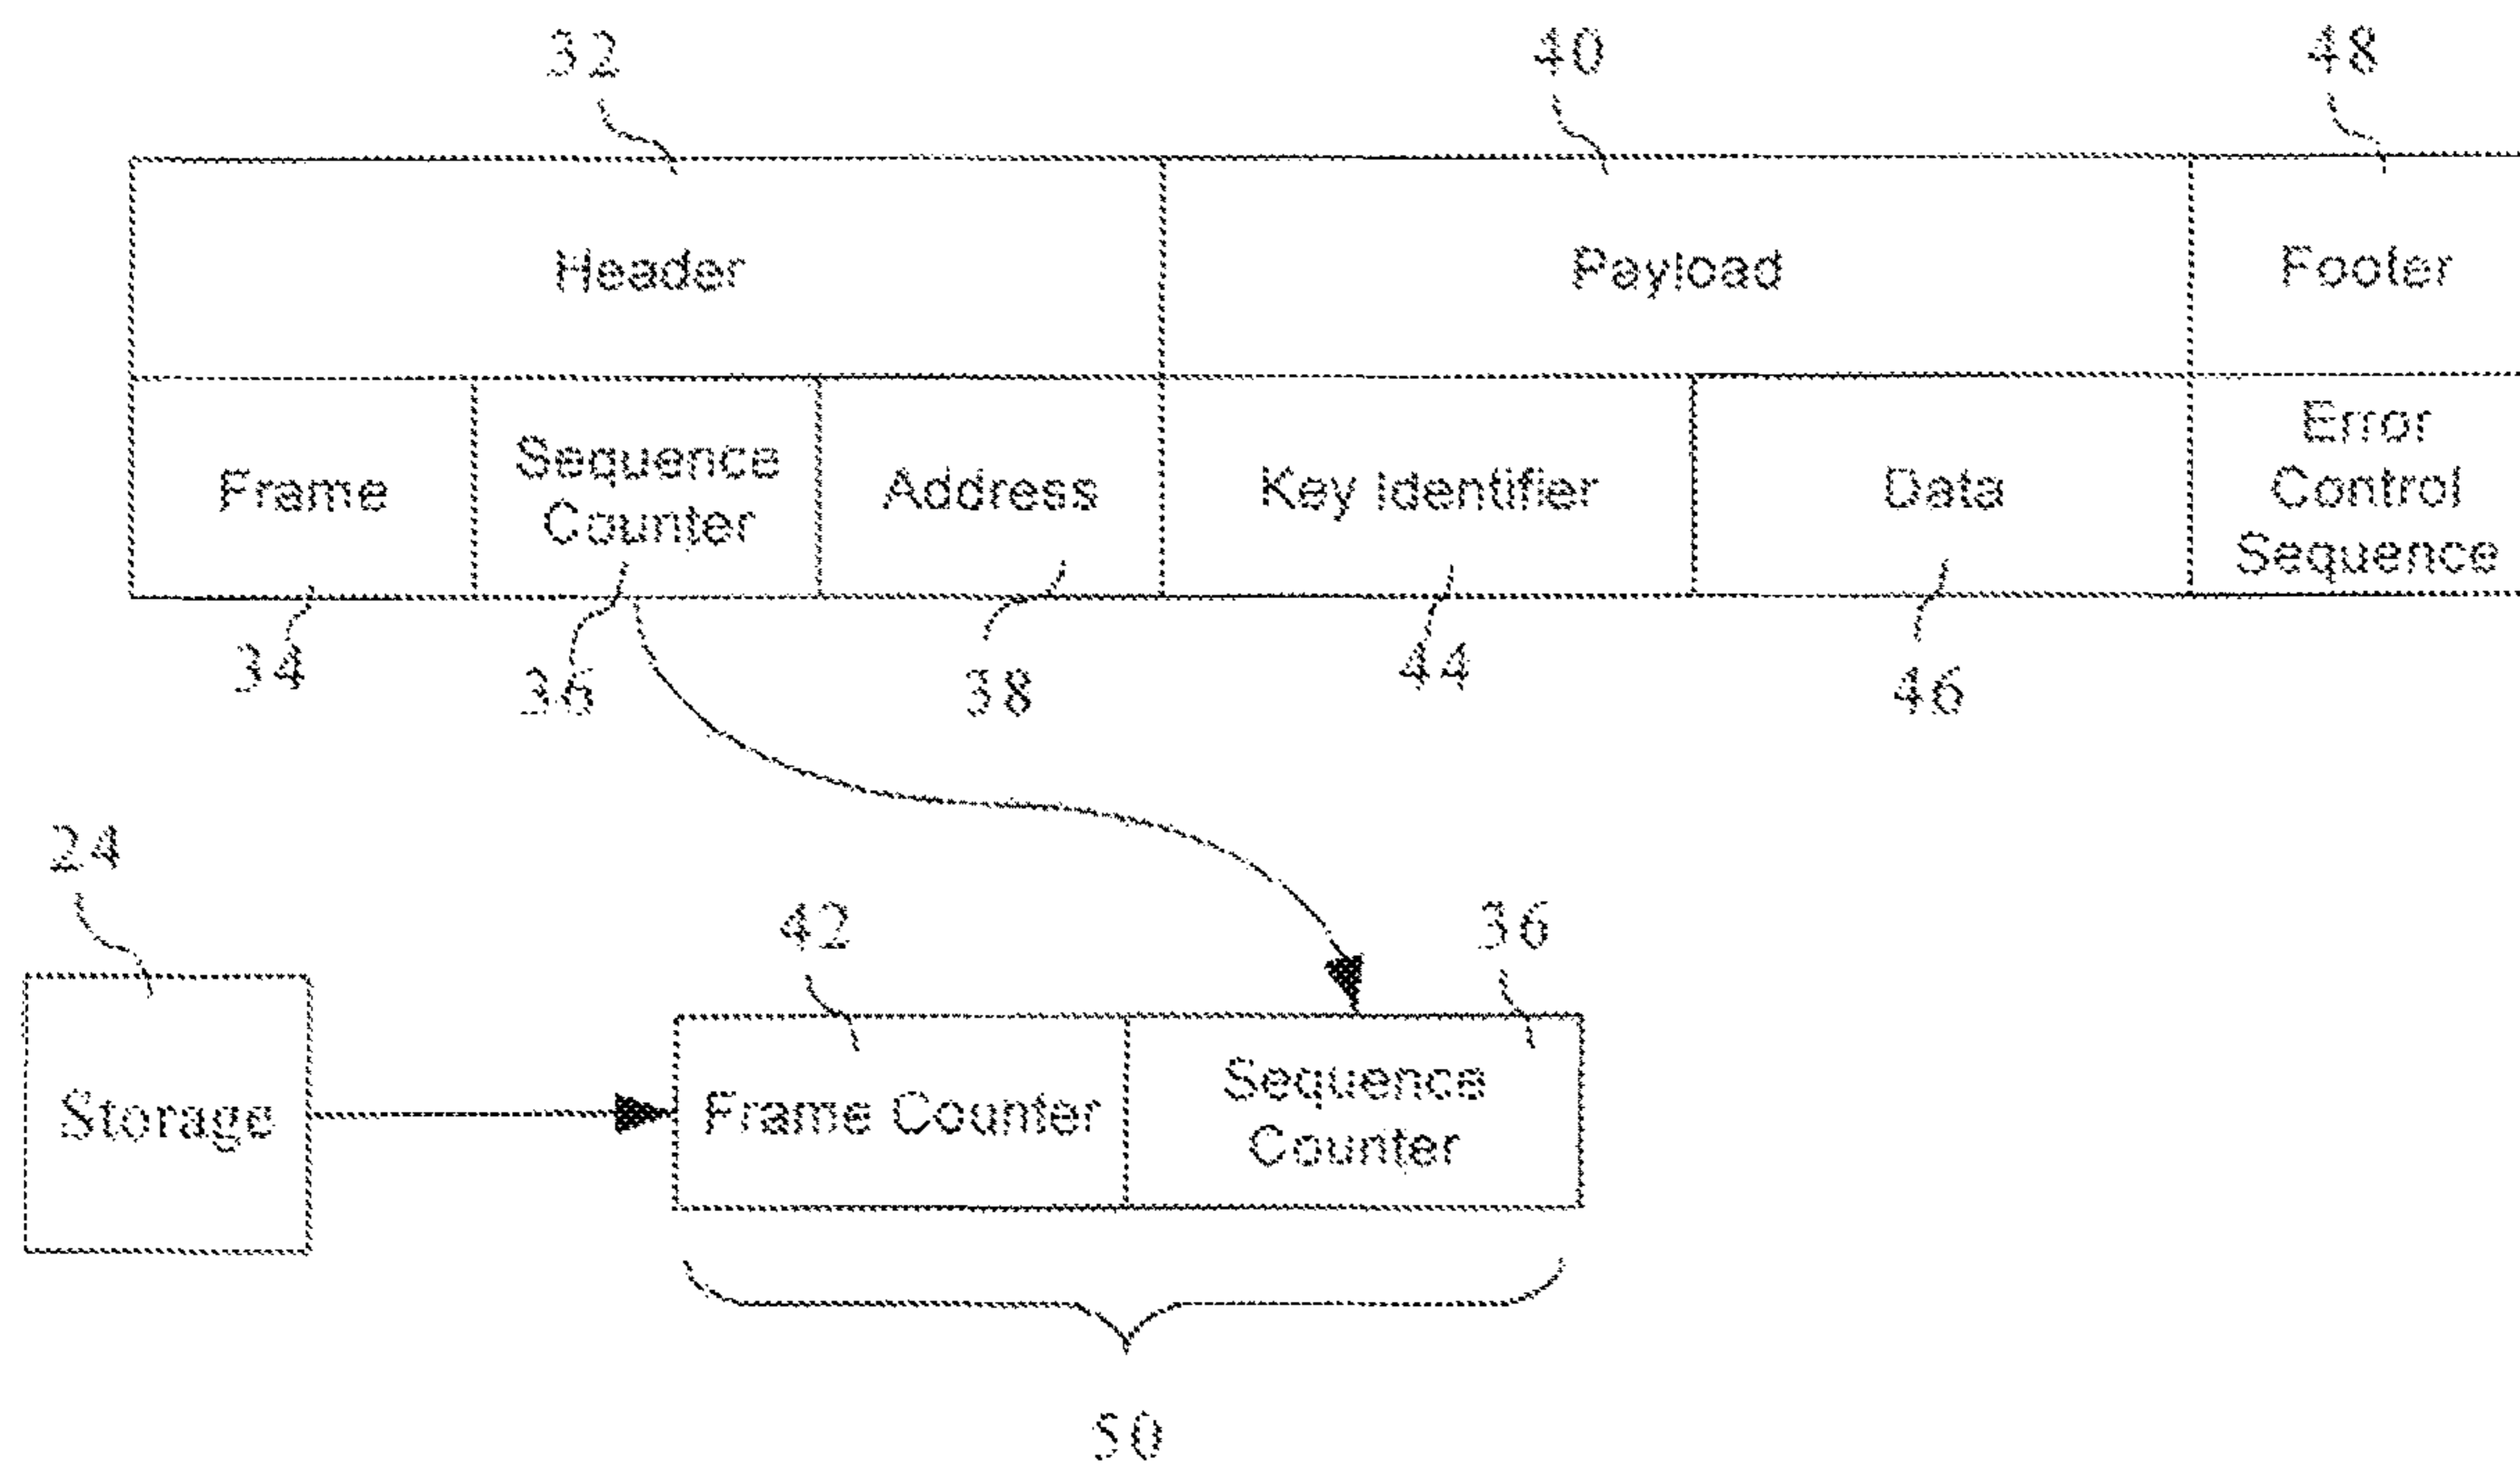 32
40
48
Header
Payload
Footer
Frame
Sequence
Counter
Address
Key Identifier
Data
Error
Control
Sequence
34
36
38
44
46
24
42
36
Storage
Frame Counter
Sequence
Counter
50